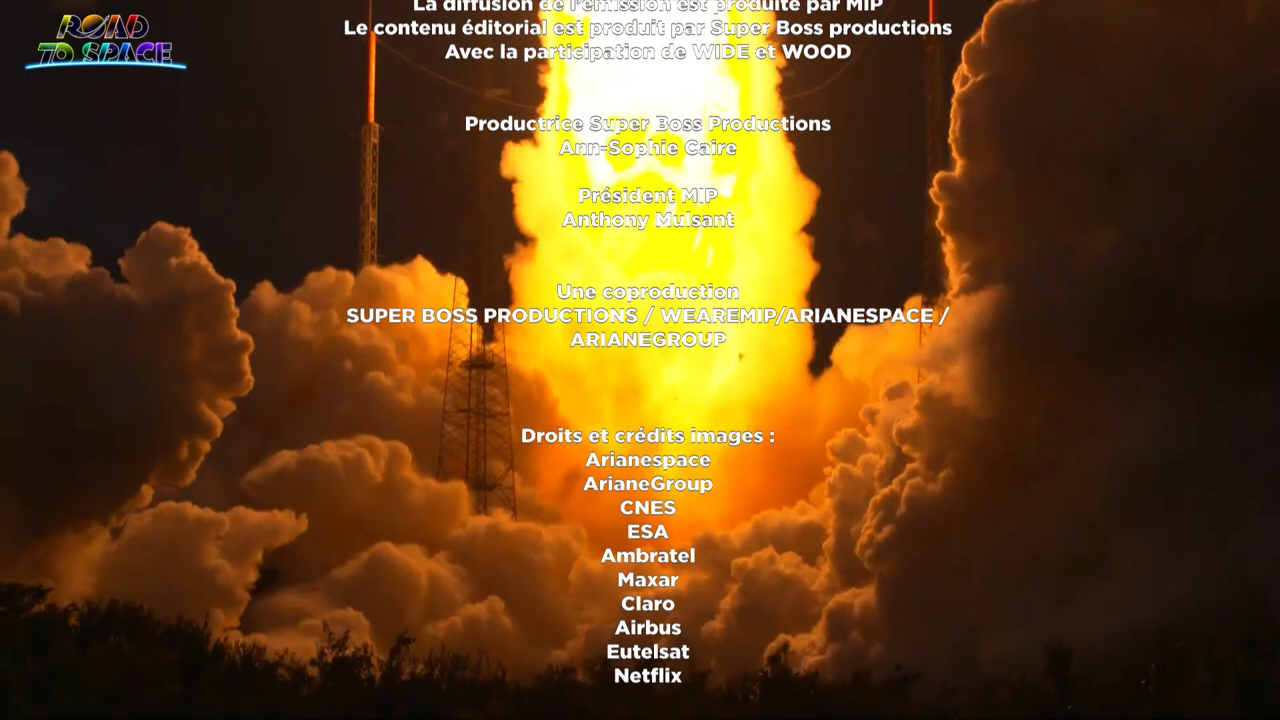 ROAD
TO SPACE
La diffusion de l'émission est produite par MIP
Le contenu éditorial est produit par Super Boss productions
Avec la participation de WIDE et WOOD
Productrice Super Boss Productions
Ann-Sophie Caire
Président MIP
Anthony Mulsant
Une coproduction
SUPER BOSS PRODUCTIONS / WEAREMIP/ARIANESPACE /
ARIANEGROUP
Droits et crédits images :
Arianespace
ArianeGroup
CNES
ESA
Ambratel
Maxar
Claro
Airbus
Eutelsat
Netflix